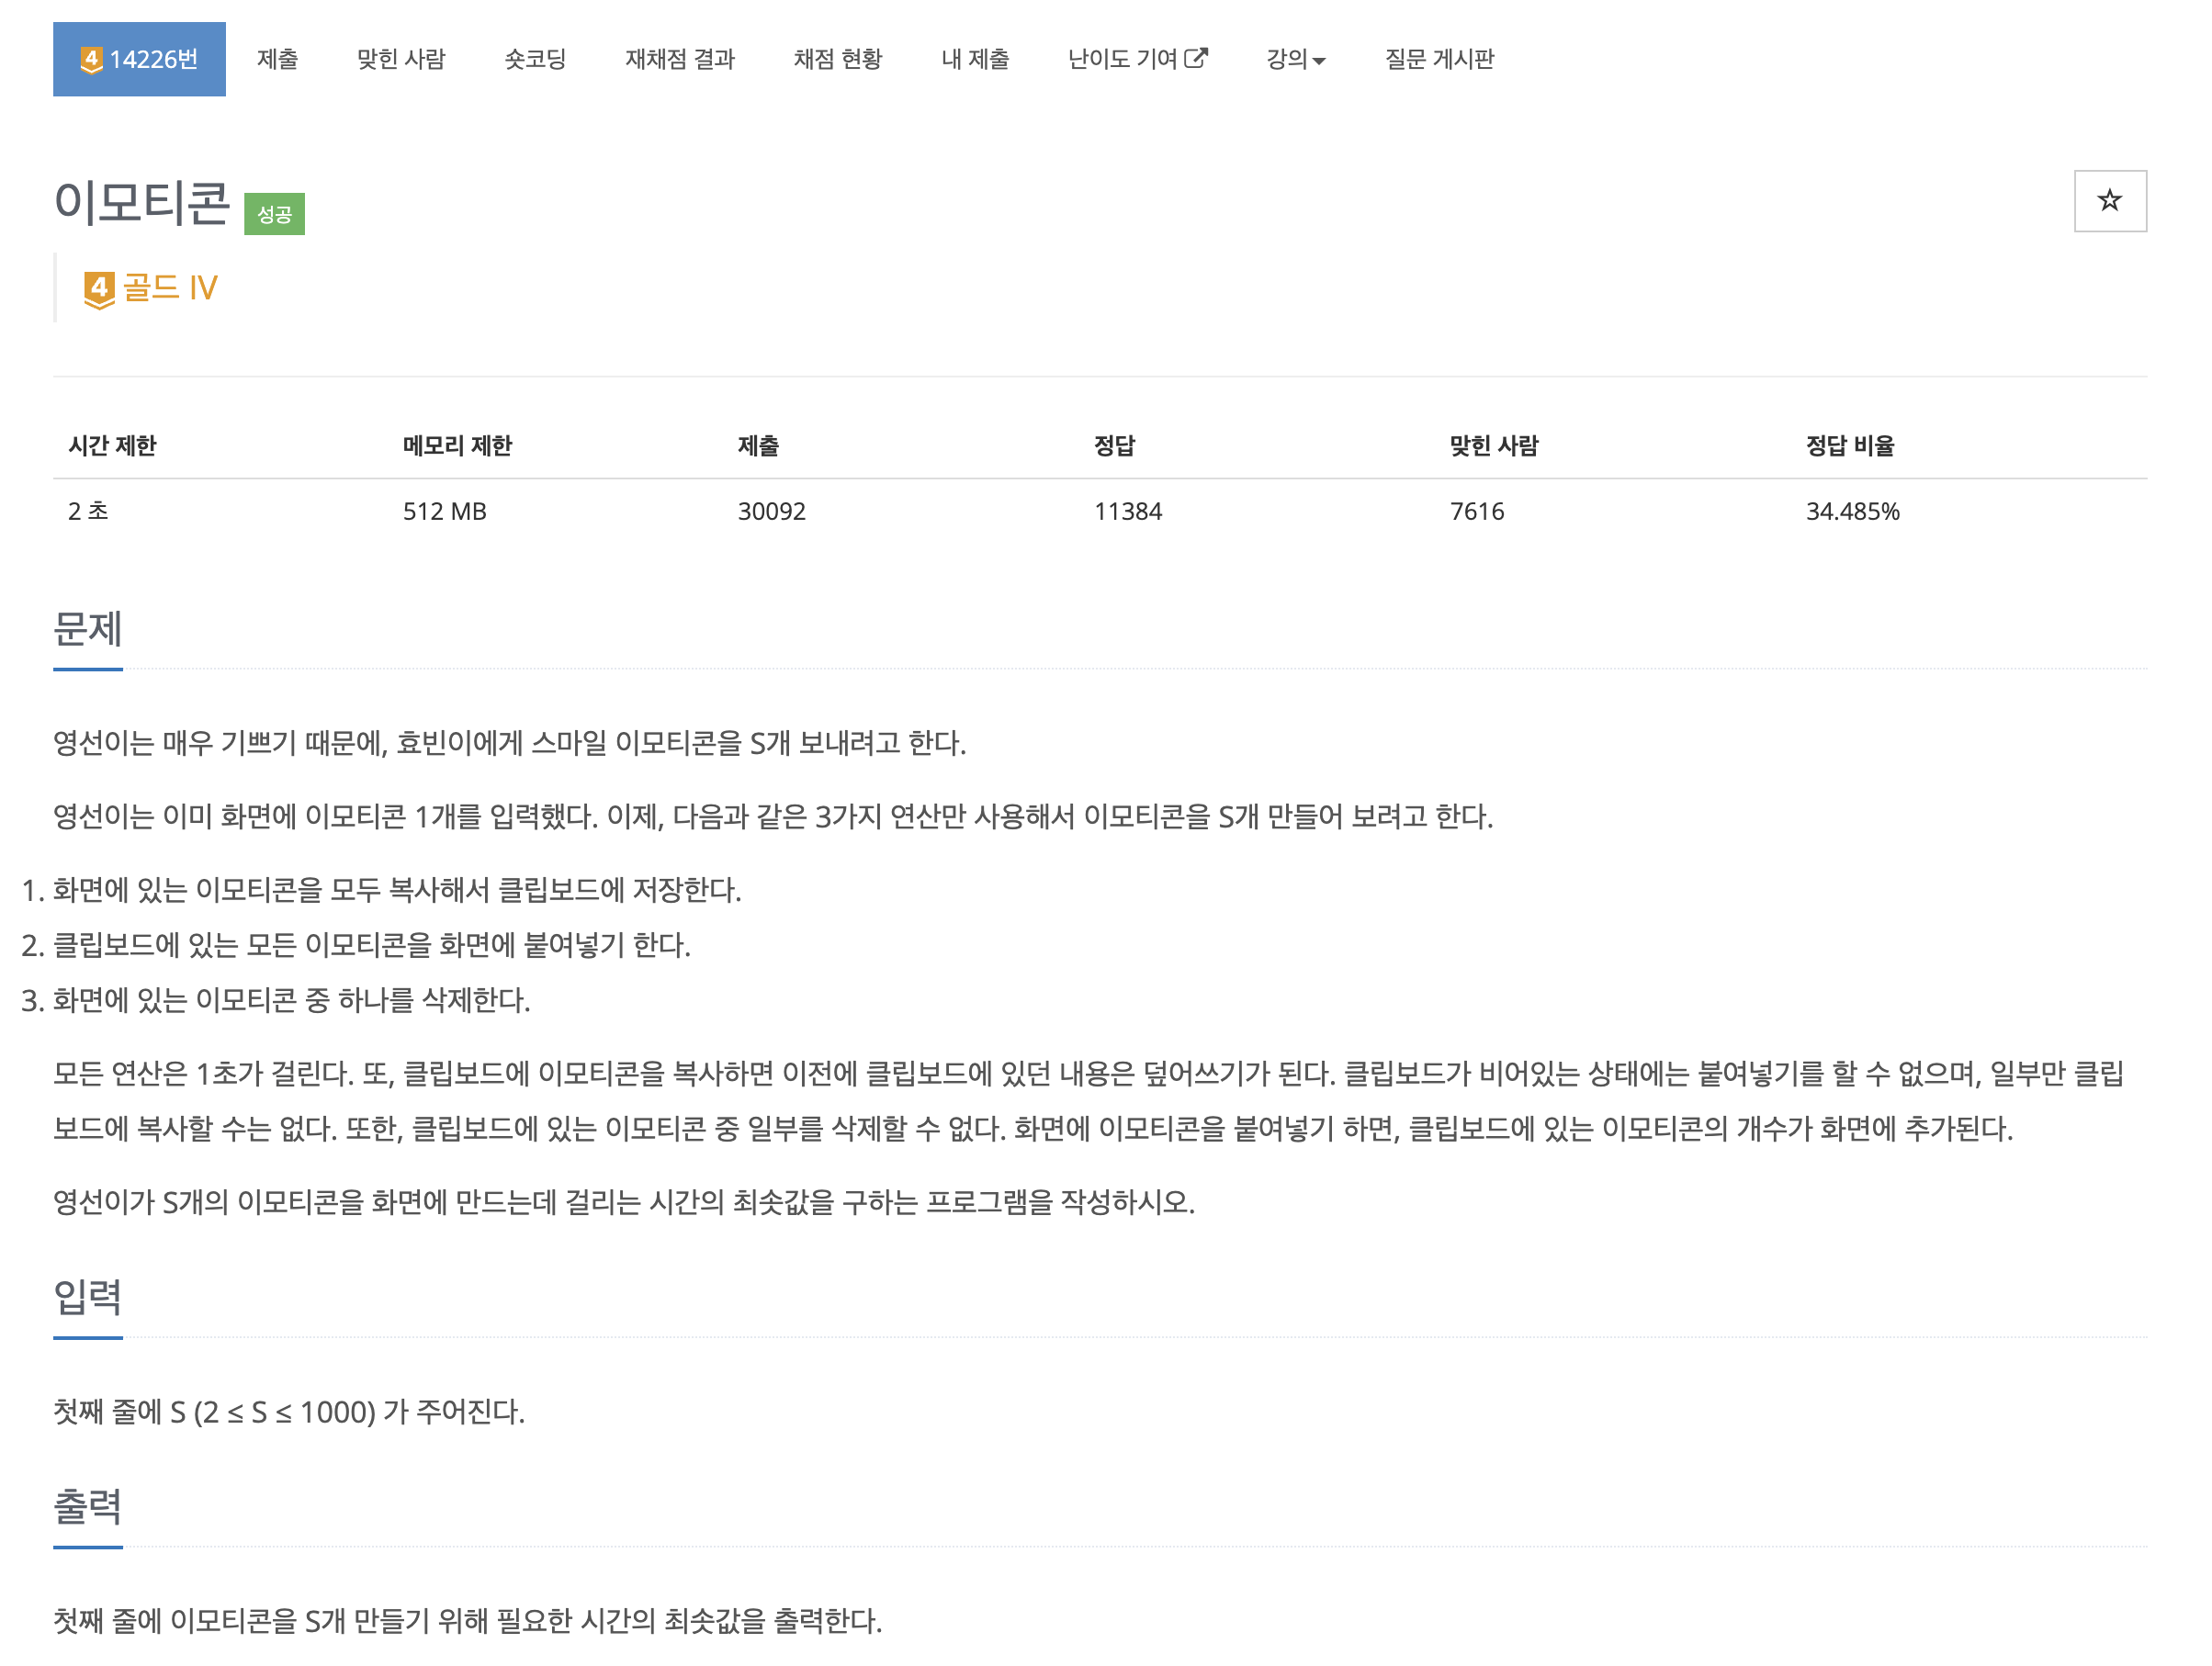 4 14226번 제출 맞힌 사람 숏코딩 재채점 결과 채점 현황 내 제출 난이도 기여 강의 질문 게시판
이모티콘 성공
4 골드 IV
시간 제한 메모리 제한 제출 정답 맞힌 사람 정답 비율
2 초 512 MB 30092 11384 7616 34.485%
문제
영선이는 매우 기쁘기 때문에, 효빈이에게 스마일 이모티콘을 S개 보내려고 한다.
영선이는 이미 화면에 이모티콘 1개를 입력했다. 이제, 다음과 같은 3가지 연산만 사용해서 이모티콘을 S개 만들어 보려고 한다.
1. 화면에 있는 이모티콘을 모두 복사해서 클립보드에 저장한다.
2. 클립보드에 있는 모든 이모티콘을 화면에 붙여넣기 한다.
3. 화면에 있는 이모티콘 중 하나를 삭제한다.
모든 연산은 1초가 걸린다. 또, 클립보드에 이모티콘을 복사하면 이전에 클립보드에 있던 내용은 덮어쓰기가 된다. 클립보드가 비어있는 상태에는 붙여넣기를 할 수 없으며, 일부만 클립
보드에 복사할 수는 없다. 또한, 클립보드에 있는 이모티콘 중 일부를 삭제할 수 없다. 화면에 이모티콘을 붙여넣기 하면, 클립보드에 있는 이모티콘의 개수가 화면에 추가된다.
영선이가 S개의 이모티콘을 화면에 만드는데 걸리는 시간의 최솟값을 구하는 프로그램을 작성하시오.
입력
첫째 줄에 S (2 ≤ S ≤ 1000) 가 주어진다.
출력
첫째 줄에 이모티콘을 S개 만들기 위해 필요한 시간의 최솟값을 출력한다.